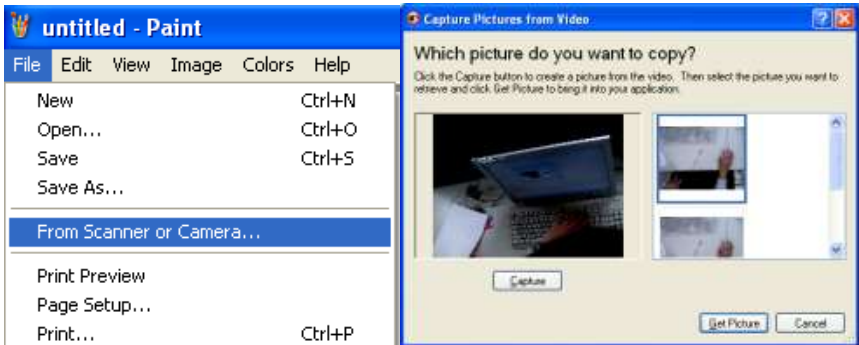 untitled - Paint
File Edit View Image Colors Help
New Ctrl+N
Open... Ctrl+O
Save Ctrl+S
Save As...
From Scanner or Camera...
Print Preview
Page Setup...
Print... Ctrl+P
Capture Pictures from Video
Which picture do you want to copy?
Click the Capture button to create a picture from the video. Then select the picture you want to
retrieve and click Get Picture to bring it into your application.
Capture
Get Picture Cancel